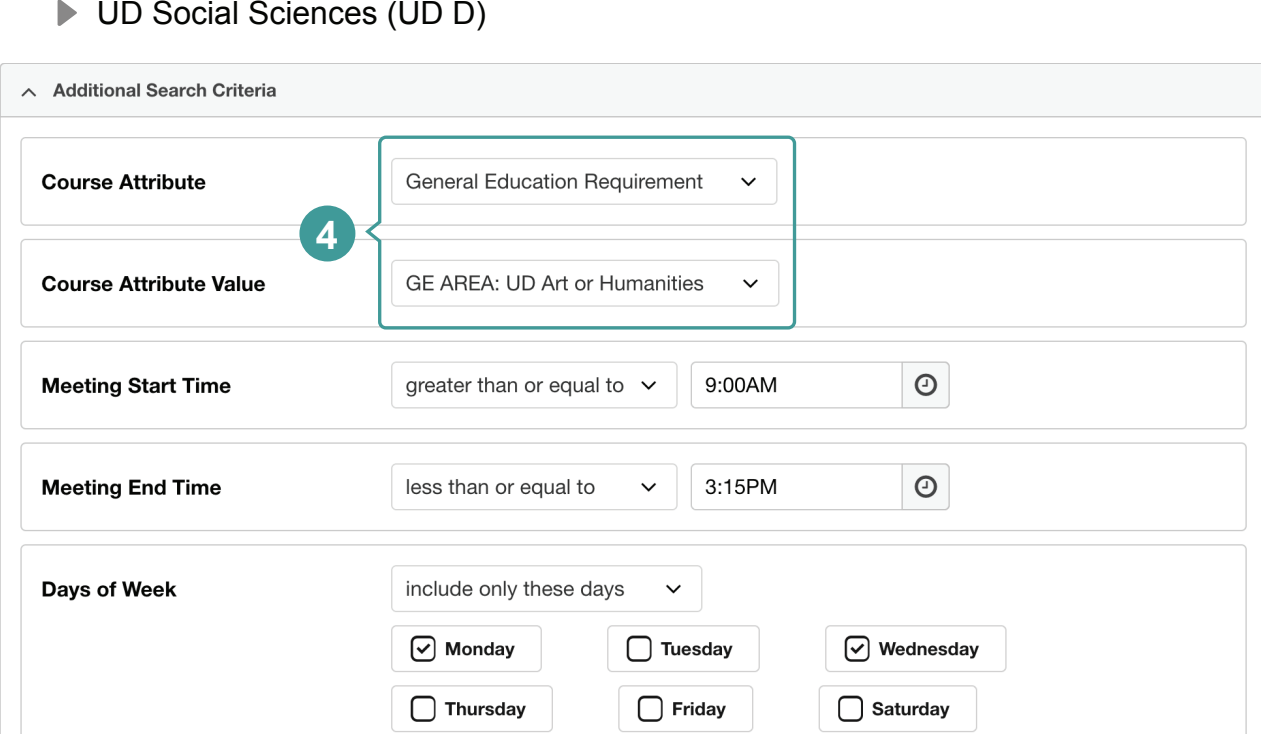 UD Social Sciences (UD D)
Additional Search Criteria
Course Attribute
General Education Requirement
4
Course Attribute Value
GE AREA: UD Art or Humanities
Meeting Start Time
greater than or equal to
9:00AM
Meeting End Time
less than or equal to
3:15PM
Days of Week
include only these days
Monday
Tuesday
Wednesday
Thursday
Friday
Saturday